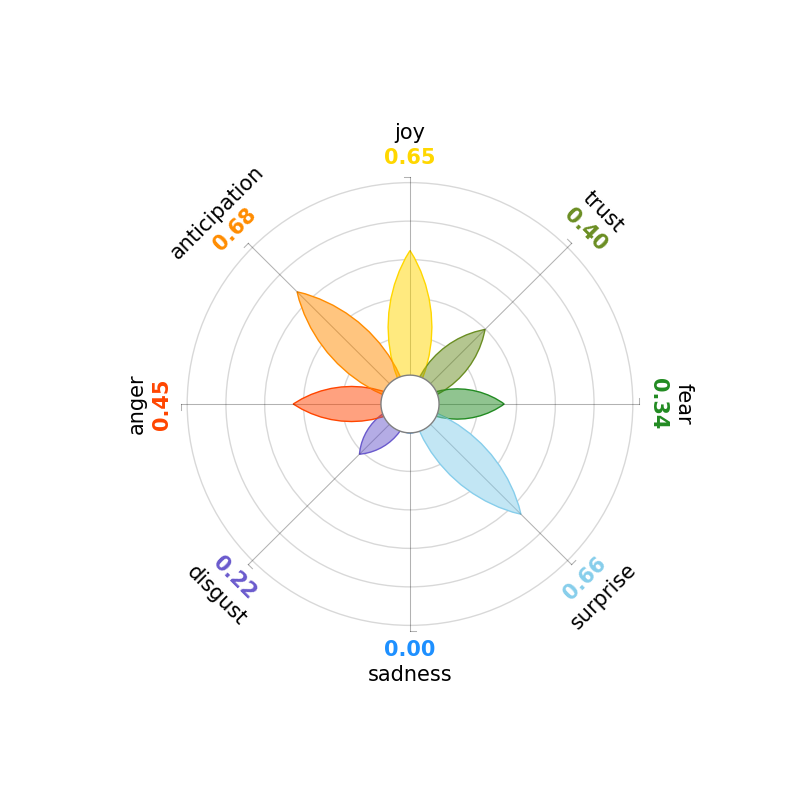 joy
0.65
trust
0.40
fear
0.34
surprise
0.66
0.00
sadness
disgust
0.22
anger
0.45
anticipation
0.68